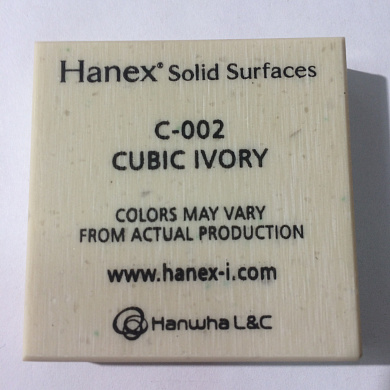 Hanex® Solid Surfaces
C-002
CUBIC IVORY
COLORS MAY VARY
FROM ACTUAL PRODUCTION
www.hanex-i.com
Hanwha L&C